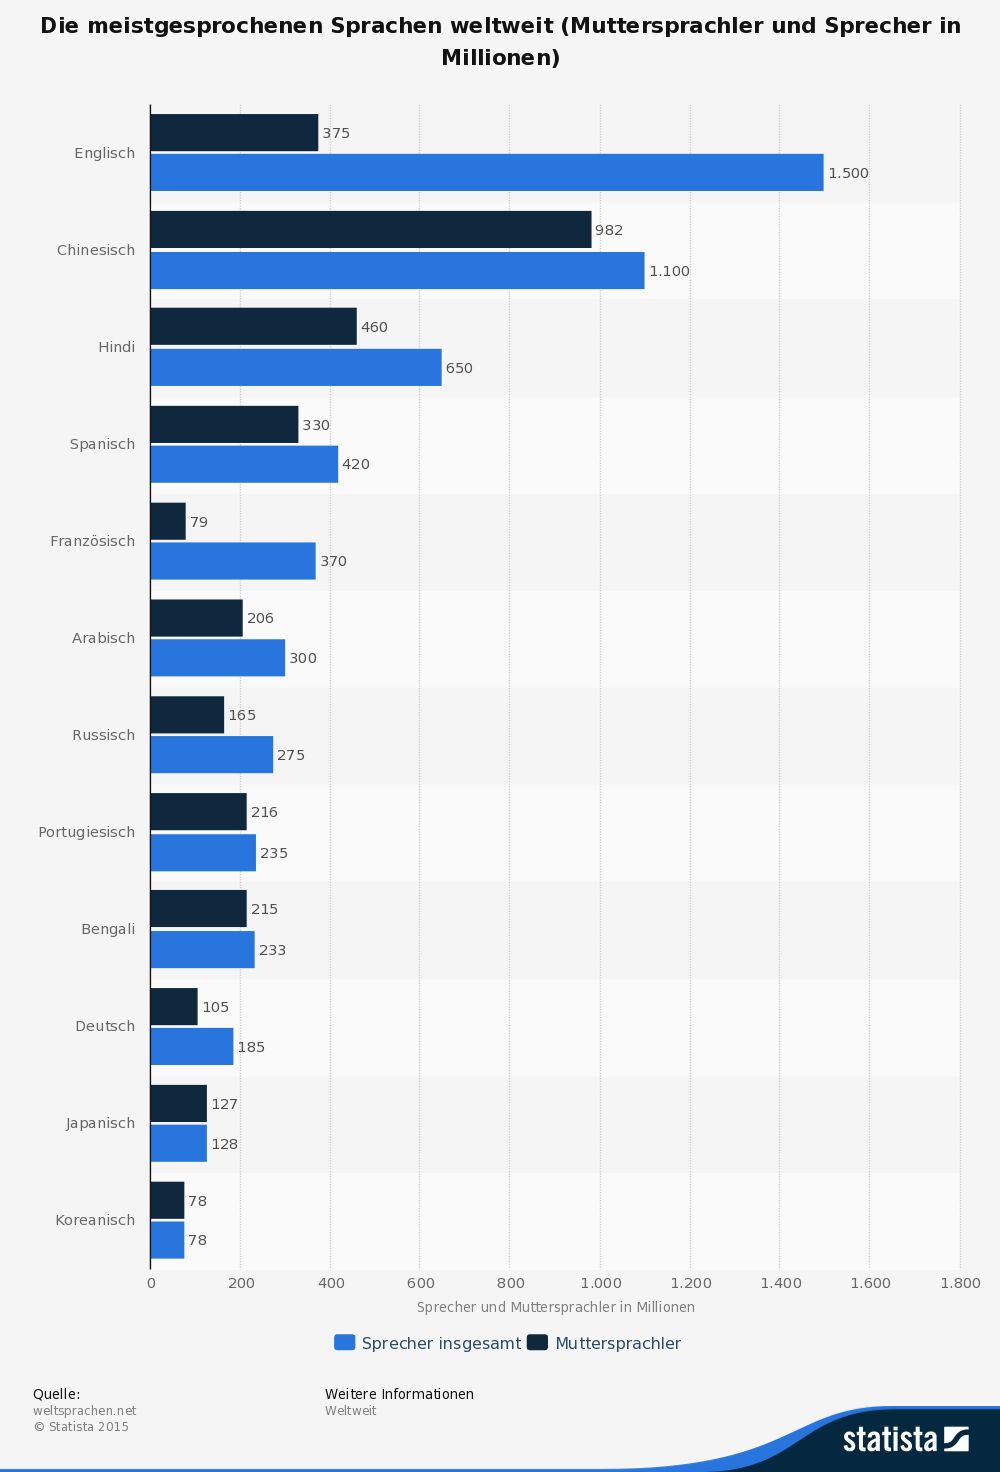 Die meistgesprochenen Sprachen weltweit (Muttersprachler und Sprecher in
Millionen)
Englisch
375
1.500
Chinesisch
982
1.100
Hindi
460
650
Spanisch
330
420
Französisch
79
370
Arabisch
206
300
Russisch
165
275
Portugiesisch
216
235
Bengali
215
233
Deutsch
105
185
Japanisch
127
128
Koreanisch
78
78
0 200 400 600 800 1.000 1.200 1.400 1.600 1.800
Sprecher und Muttersprachler in Millionen
Sprecher insgesamt Muttersprachler
Quelle:
weltsprachen.net
© Statista 2015
Weitere Informationen
Weltweit
statista